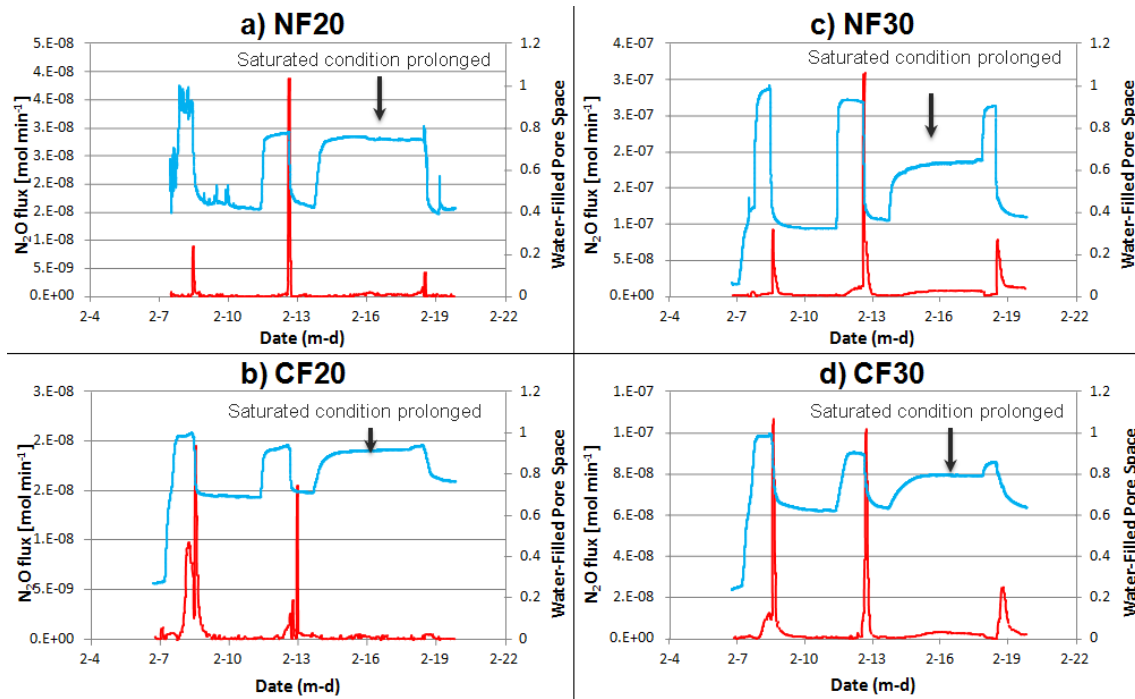 a) NF20
Saturated condition prolonged
5.E-08
4.E-08
4.E-08
3.E-08
3.E-08
2.E-08
2.E-08
1.E-08
5.E-09
0.E+00
N₂O flux [mol min⁻¹]
1.2
1
0.8
0.6
0.4
0.2
0
Water-Filled Pore Space
2-4 2-7 2-10 2-13 2-16 2-19 2-22
Date (m-d)
c) NF30
Saturated condition prolonged
4.E-07
3.E-07
3.E-07
2.E-07
2.E-07
1.E-07
5.E-08
0.E+00
N₂O flux [mol min⁻¹]
1.2
1
0.8
0.6
0.4
0.2
0
Water-Filled Pore Space
2-4 2-7 2-10 2-13 2-16 2-19 2-22
Date (m-d)
b) CF20
Saturated condition prolonged
3.E-08
2.E-08
2.E-08
1.E-08
5.E-09
0.E+00
N₂O flux [mol min⁻¹]
1.2
1
0.8
0.6
0.4
0.2
0
Water-Filled Pore Space
2-4 2-7 2-10 2-13 2-16 2-19 2-22
Date (m-d)
d) CF30
Saturated condition prolonged
1.E-07
1.E-07
8.E-08
6.E-08
4.E-08
2.E-08
0.E+00
N₂O flux [mol min⁻¹]
1.2
1
0.8
0.6
0.4
0.2
0
Water-Filled Pore Space
2-4 2-7 2-10 2-13 2-16 2-19 2-22
Date (m-d)